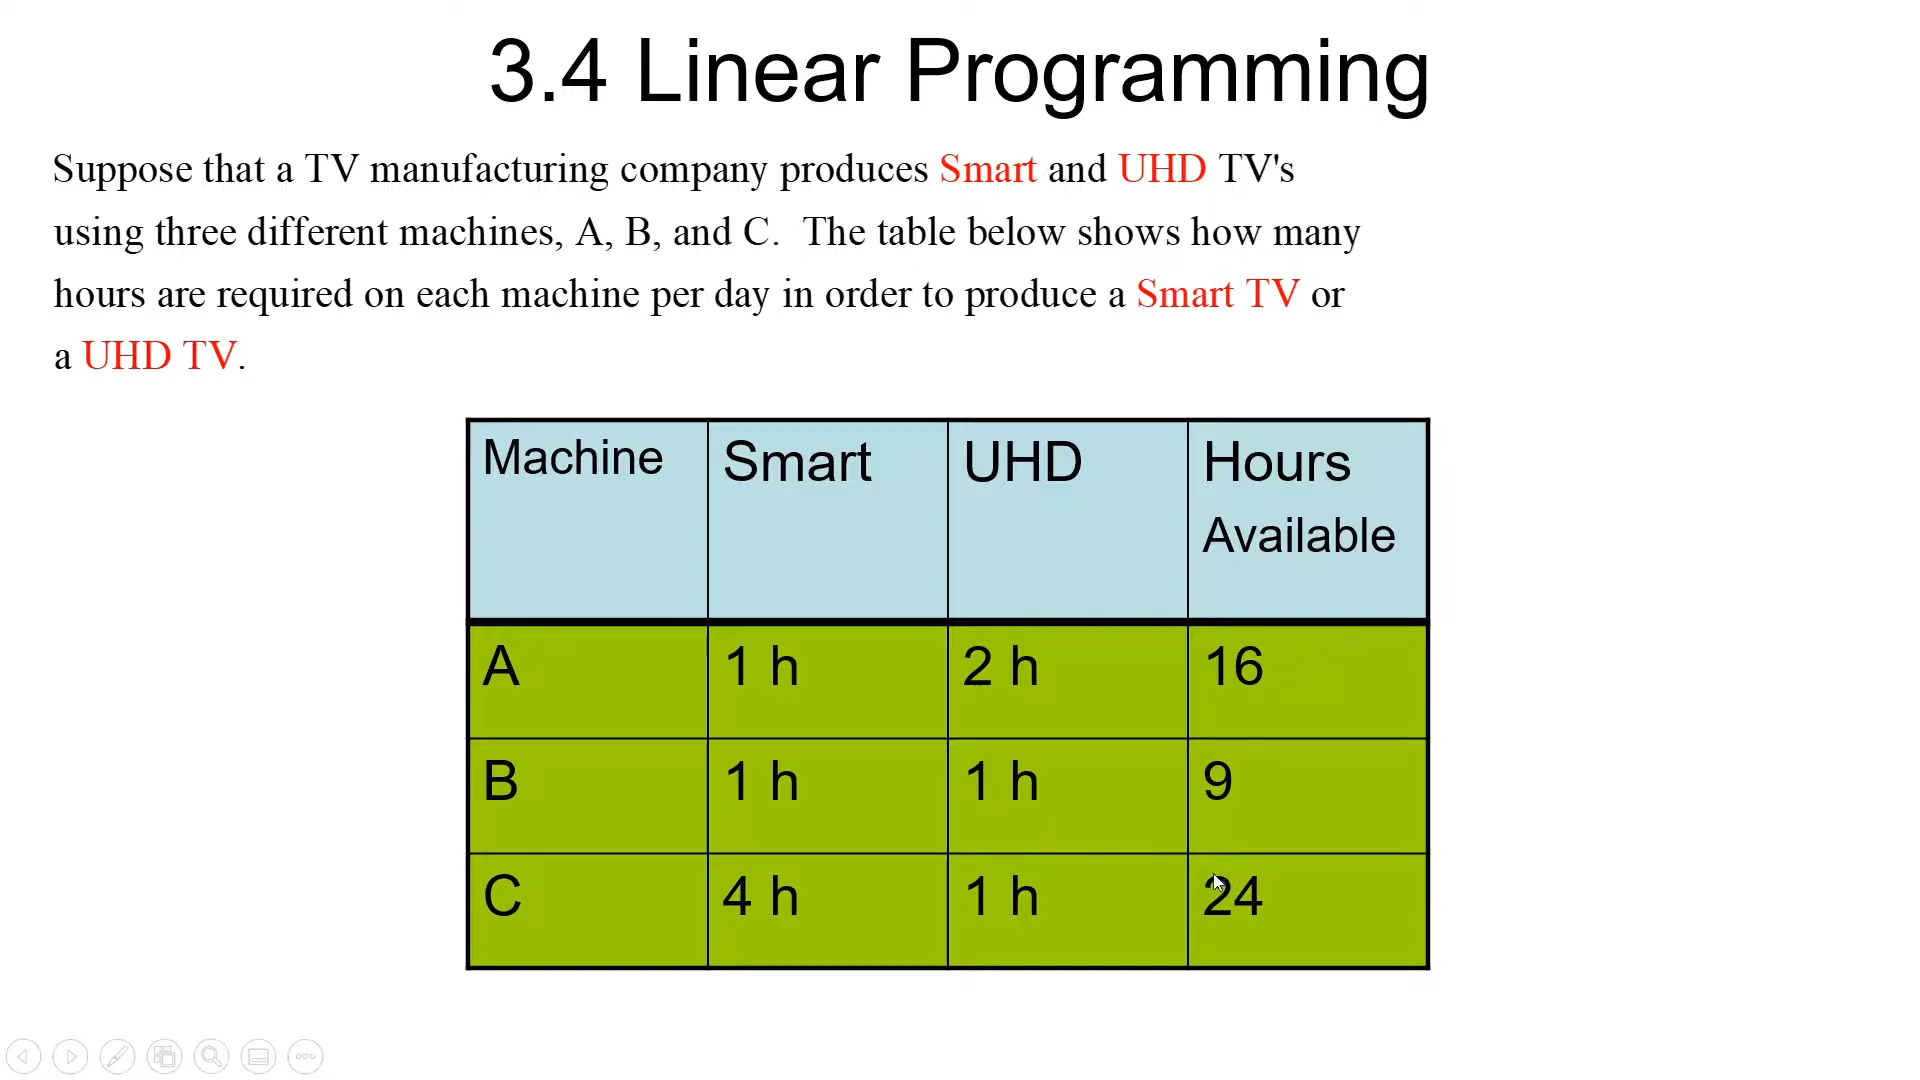 3.4 Linear Programming
Suppose that a TV manufacturing company produces Smart and UHD TV's
using three different machines, A, B, and C.  The table below shows how many
hours are required on each machine per day in order to produce a Smart TV or
a UHD TV.
Machine Smart UHD Hours
Available
A 1 h 2 h 16
B 1 h 1 h 9
C 4 h 1 h 24